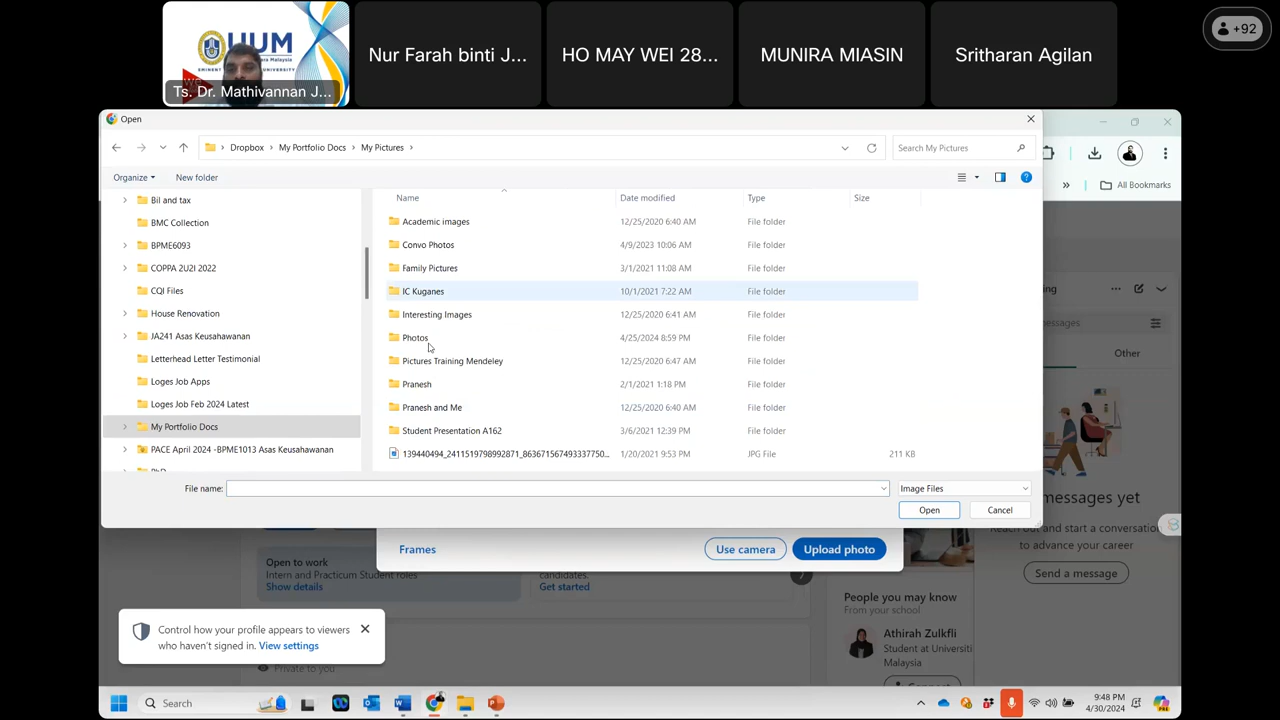 UUM
Ts. Dr. Mathivannan J...
Nur Farah binti J...
HO MAY WEI 28...
MUNIRA MIASIN
Sritharan Agilan
+92
Open
Dropbox > My Portfolio Docs > My Pictures >
Search My Pictures
Organize
New folder
All Bookmarks
Name
Date modified
Type
Size
Bil and tax
BMC Collection
BPME6093
COPPA 2U2I 2022
CQI Files
House Renovation
JA241 Asas Keusahawan
Letterhead Letter Testimonial
Loges Job Apps
Loges Job Feb 2024 Latest
My Portfolio Docs
PACE April 2024 -BPME1013 Asas Keusahawanan
Academic images 12/25/2020 6:40 AM File folder
Convo Photos 4/9/2023 10:06 AM File folder
Family Pictures 3/1/2021 11:08 AM File folder
IC Kuganes 10/1/2021 7:22 AM File folder
Interesting Images 12/25/2020 6:41 AM File folder
Photos 4/25/2024 8:59 PM File folder
Pictures Training Mendeley 12/25/2020 6:47 AM File folder
Pranesh 2/1/2021 1:18 PM File folder
Pranesh and Me 12/25/2020 6:40 AM File folder
Student Presentation A162 3/6/2021 12:39 PM File folder
139440494_2411519798992871_863671567493337750... 1/20/2021 9:53 PM JPG File 211 KB
File name:
Image Files
Open
Cancel
Other
messages yet
Reach out and start a conversation
to advance your career
Send a message
Frames
Use camera
Upload photo
Open to work
Intern and Practicum Student roles
Show details
candidates.
Get started
People you may know
From your school
Athirah Zulkfli
Student at Universiti
Malaysia
Control how your profile appears to viewers
who haven't signed in. View settings
Private to you
Search
9:48 PM
4/30/2024